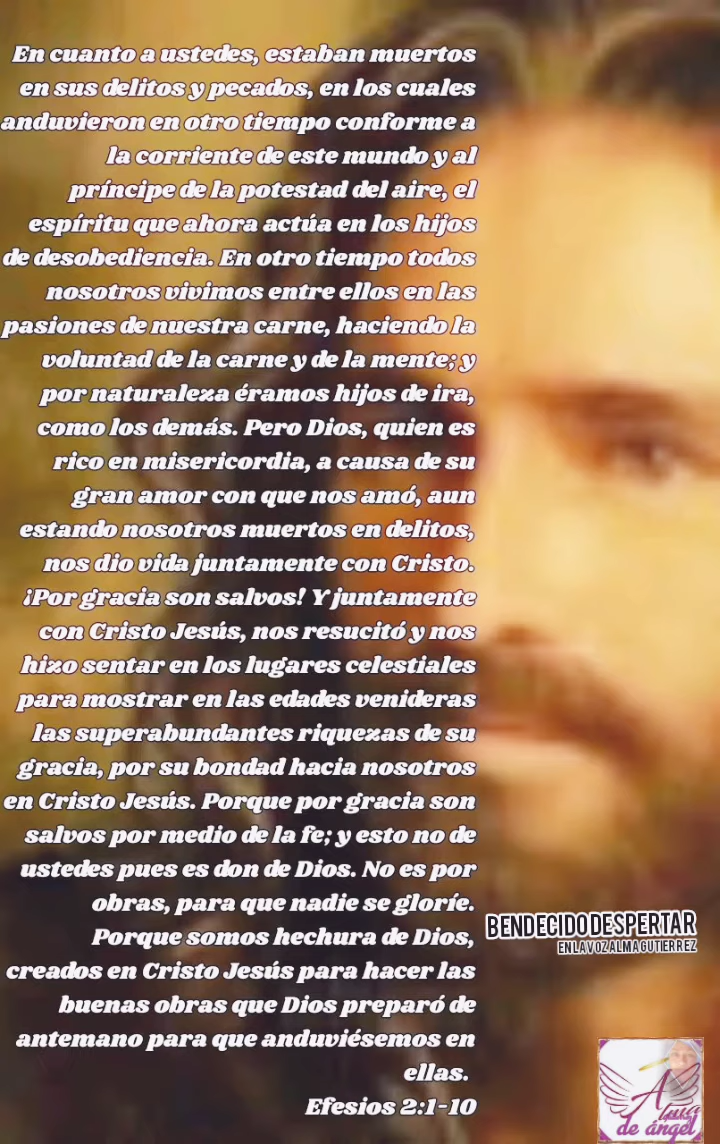 En cuanto a ustedes, estaban muertos
en sus delitos y pecados, en los cuales
anduvieron en otro tiempo conforme a
la corriente de este mundo y al
príncipe de la potestad del aire, el
espíritu que ahora actúa en los hijos
de desobediencia. En otro tiempo todos
nosotros vivimos entre ellos en las
pasiones de nuestra carne, haciendo la
voluntad de la carne y de la mente; y
por naturaleza éramos hijos de ira,
como los demás. Pero Dios, quien es
rico en misericordia, a causa de su
gran amor con que nos amó, aun
estando nosotros muertos en delitos,
nos dio vida juntamente con Cristo.
¡Por gracia son salvos! Y juntamente
con Cristo Jesús, nos resucitó y nos
hizo sentar en los lugares celestiales
para mostrar en las edades venideras
las superabundantes riquezas de su
gracia, por su bondad hacia nosotros
en Cristo Jesús. Porque por gracia son
salvos por medio de la fe; y esto no de
ustedes pues es don de Dios. No es por
obras, para que nadie se gloríe.
Porque somos hechura de Dios,
creados en Cristo Jesús para hacer las
buenas obras que Dios preparó de
antemano para que anduviésemos en
ellas.
Efesios 2:1-10
BENDECIDO DESPERTAR
EN LA VOZ ALMA GUTIERREZ
Alma
de ángel